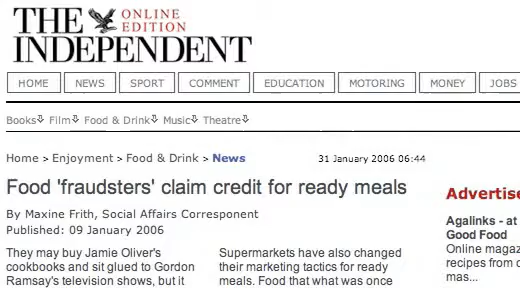 THE
ONLINE
EDITION
INDEPENDENT
HOME NEWS SPORT COMMENT EDUCATION MOTORING MONEY JOBS
Books Film Food & Drink Music Theatre
Home > Enjoyment > Food & Drink > News 31 January 2006 06:44
Food 'fraudsters' claim credit for ready meals
By Maxine Frith, Social Affairs Corresponent
Published: 09 January 2006
They may buy Jamie Oliver's
cookbooks and sit glued to Gordon
Ramsay's television shows, but it
Supermarkets have also changed
their marketing tactics for ready
meals. Food that what was once
Advertise
Agalinks - at
Good Food
Online magaz
recipes from c
mas...